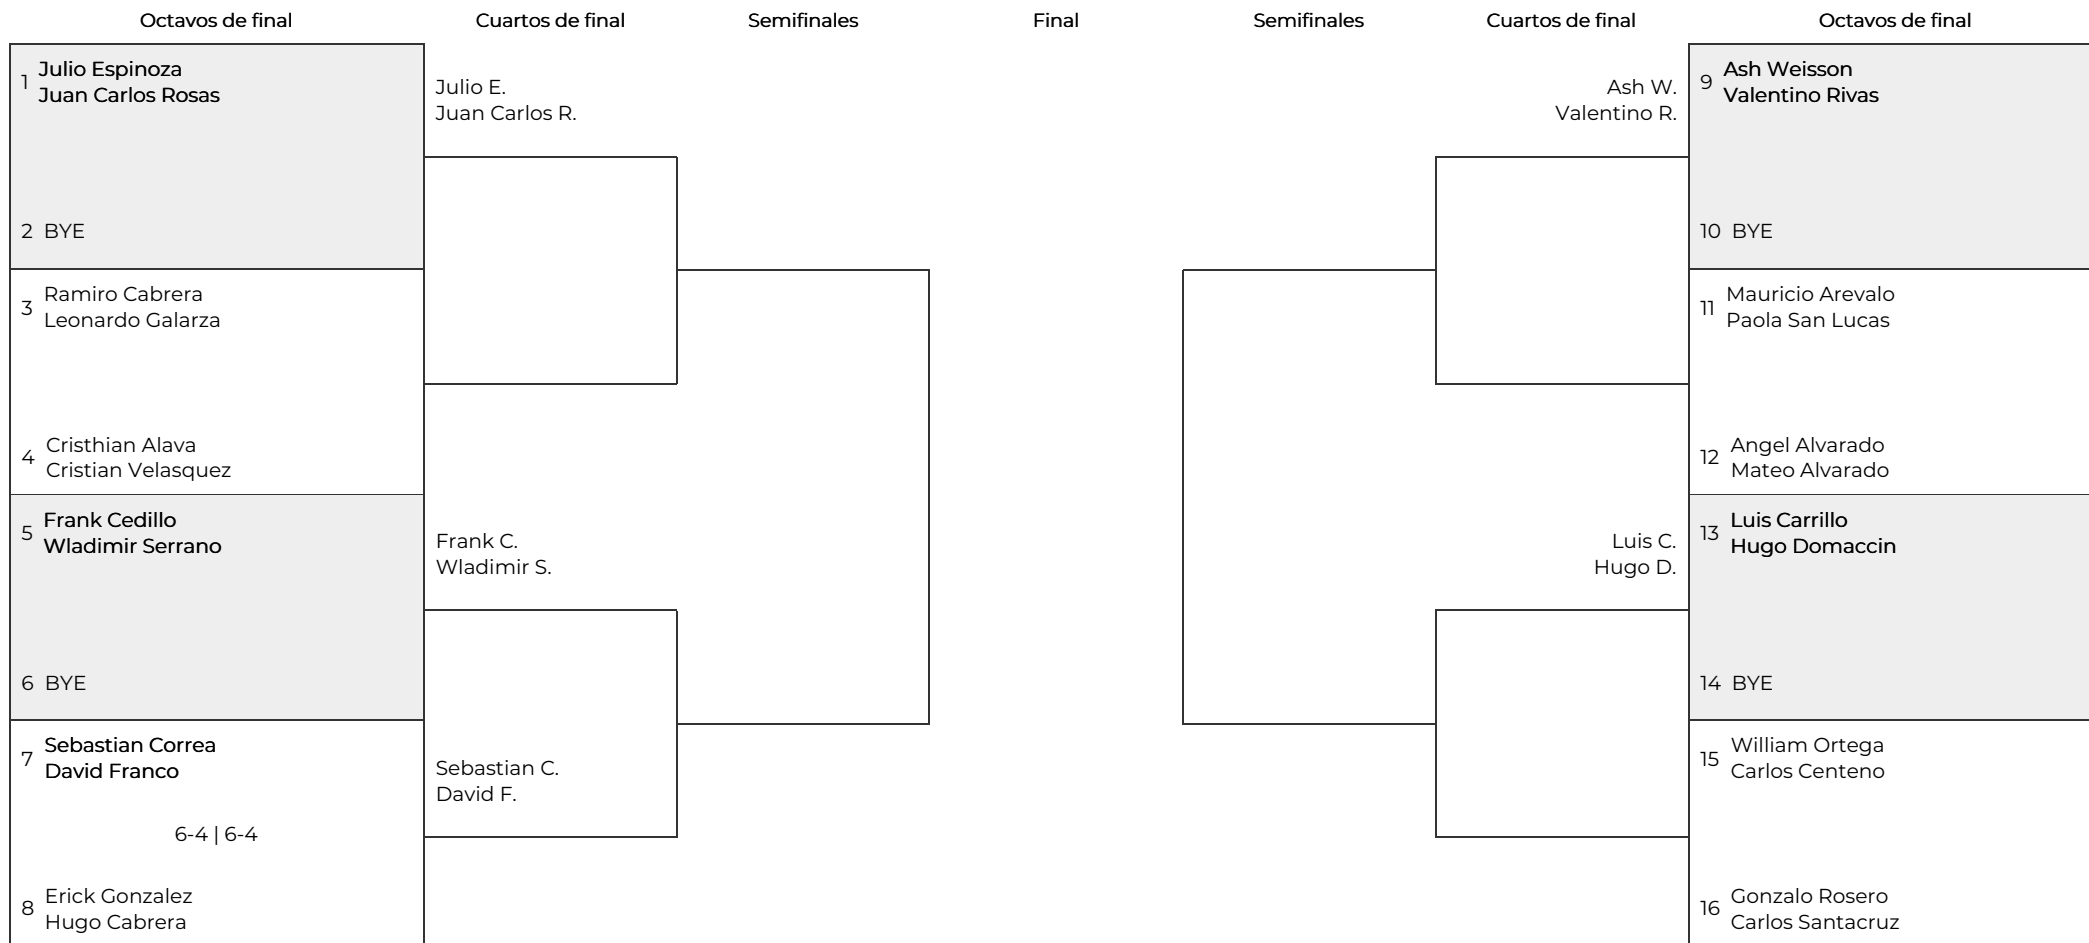 Octavos de final
Cuartos de final
Semifinales
Final
Semifinales
Cuartos de final
Octavos de final
1
Julio Espinoza
Juan Carlos Rosas
2 BYE
3
Ramiro Cabrera
Leonardo Galarza
4
Cristhian Alava
Cristian Velasquez
5
Frank Cedillo
Wladimir Serrano
6 BYE
7
Sebastian Correa
David Franco
6-4 | 6-4
8
Erick Gonzalez
Hugo Cabrera
Julio E.
Juan Carlos R.
Frank C.
Wladimir S.
Sebastian C.
David F.
Ash W.
Valentino R.
Luis C.
Hugo D.
9
Ash Weisson
Valentino Rivas
10 BYE
11
Mauricio Arevalo
Paola San Lucas
12
Angel Alvarado
Mateo Alvarado
13
Luis Carrillo
Hugo Domaccin
14 BYE
15
William Ortega
Carlos Centeno
16
Gonzalo Rosero
Carlos Santacruz